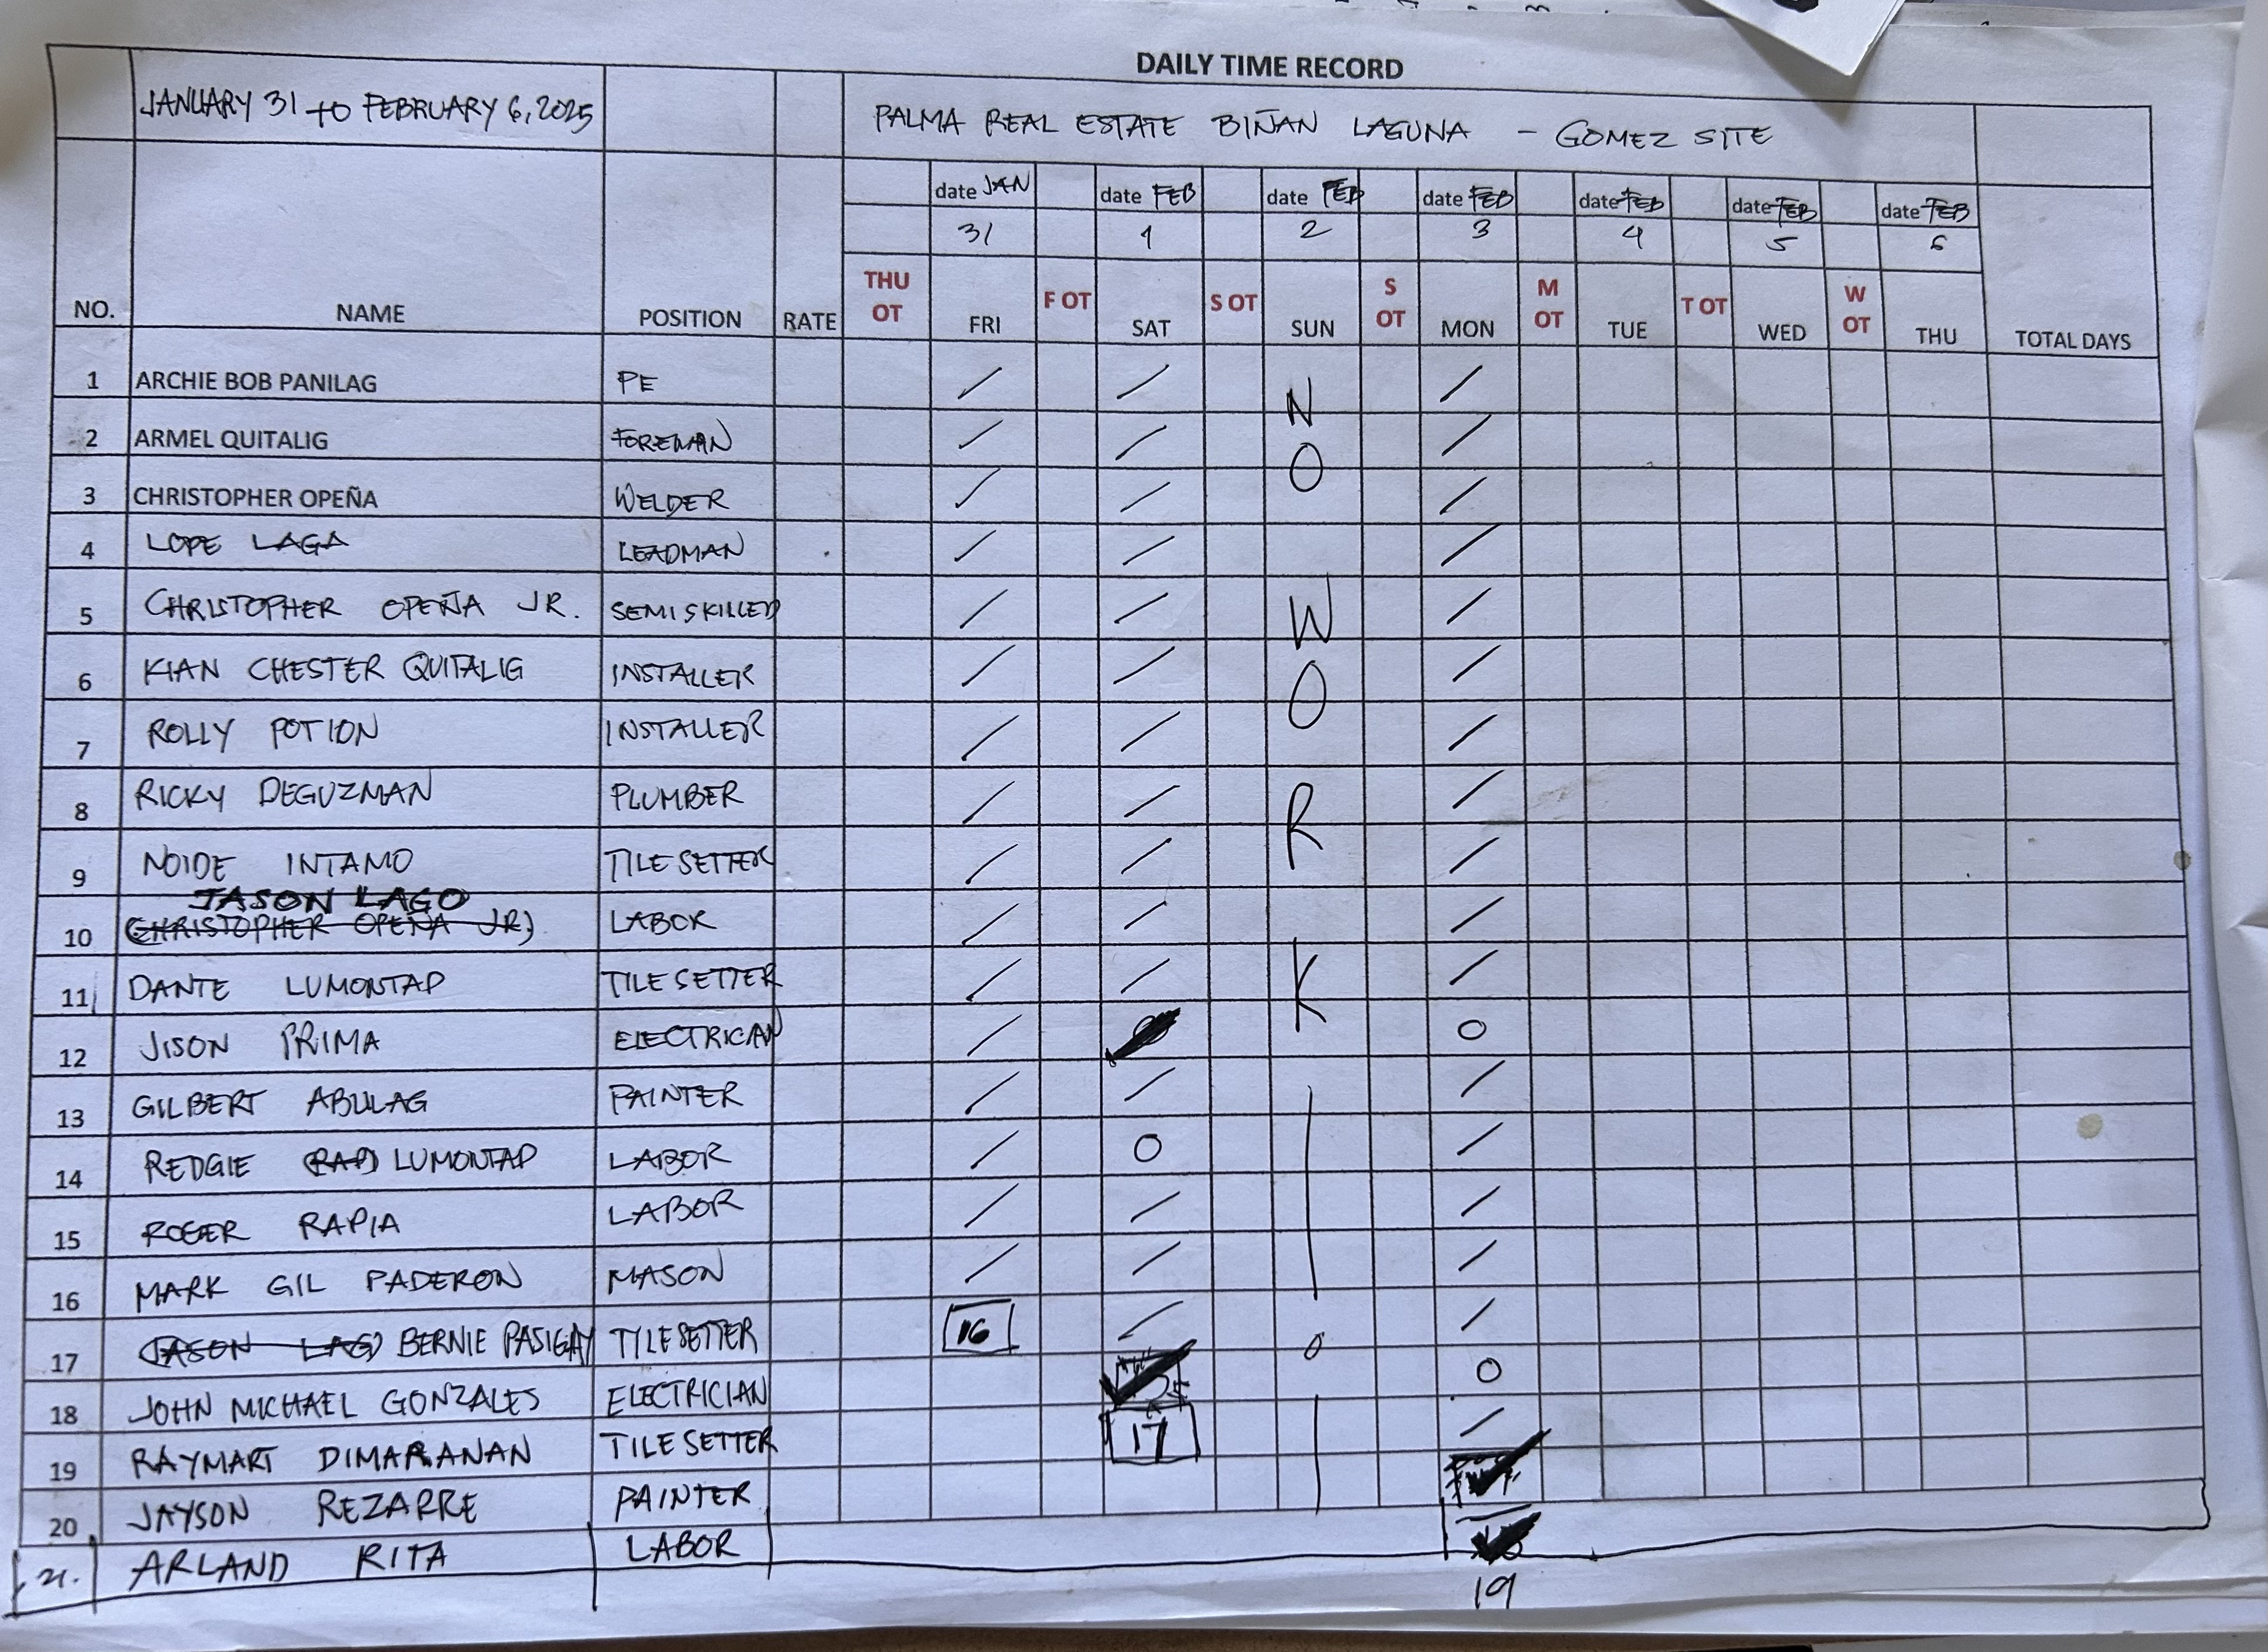 DAILY TIME RECORD
JANUARY 31 to FEBRUARY 6, 2025 PALMA REAL ESTATE BIÑAN LAGUNA - GOMEZ SITE
date JAN date FEB date FEB date FEB date FEB date FEB date FEB
31 1 2 3 4 5 6
NO. NAME POSITION RATE THU OT FRI F OT SAT S OT SUN S OT MON M OT TUE T OT WED W OT THU TOTAL DAYS
1 ARCHIE BOB PANILAG PE / / N /
2 ARMEL QUITALIG FOREMAN / / O /
3 CHRISTOPHER OPEÑA WELDER / / /
4 LOPE LAGA LEADMAN / / /
5 CHRISTOPHER OPEÑA JR. SEMISKILLED / / W /
6 KIAN CHESTER QUITALIG INSTALLER / / O /
7 ROLLY POTION INSTALLER / / /
8 RICKY DEGUZMAN PLUMBER / / R /
9 NOIDE INTAMO TILE SETTER / / /
JASON LAGO
10 CHRISTOPHER OPEÑA JR LABOR / / /
11 DANTE LUMONTAD TILE SETTER / / K /
12 JISON PRIMA ELECTRICAN / O
13 GILBERT ABULAG PAINTER / / /
14 REDGIE LUMONTAD LABOR / O /
15 ROGER RAPIA LABOR / / /
16 MARK GIL PADERON MASON / / /
17 JASON LAGO BERNIE PASIGAY TILE SETTER 16 / 0 /
18 JOHN MICHAEL GONZALES ELECTRICIAN O
19 RAYMART DIMARANAN TILE SETTER 17 /
20 JAYSON REZARRE PAINTER
21. ARLAND RITA LABOR
19